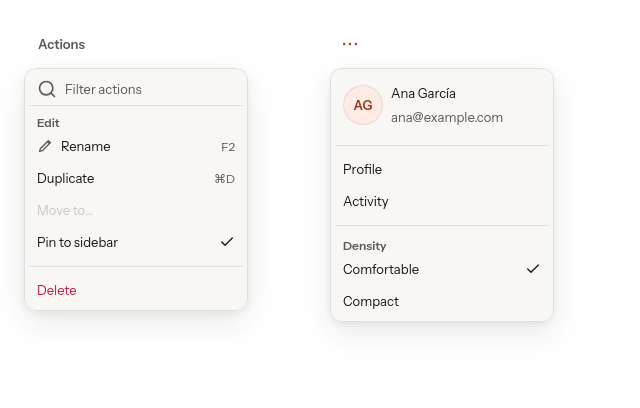 Actions
Filter actions
Edit
Rename F2
Duplicate ⌘D
Move to...
Pin to sidebar
Delete
...
AG
Ana García
ana@example.com
Profile
Activity
Density
Comfortable
Compact